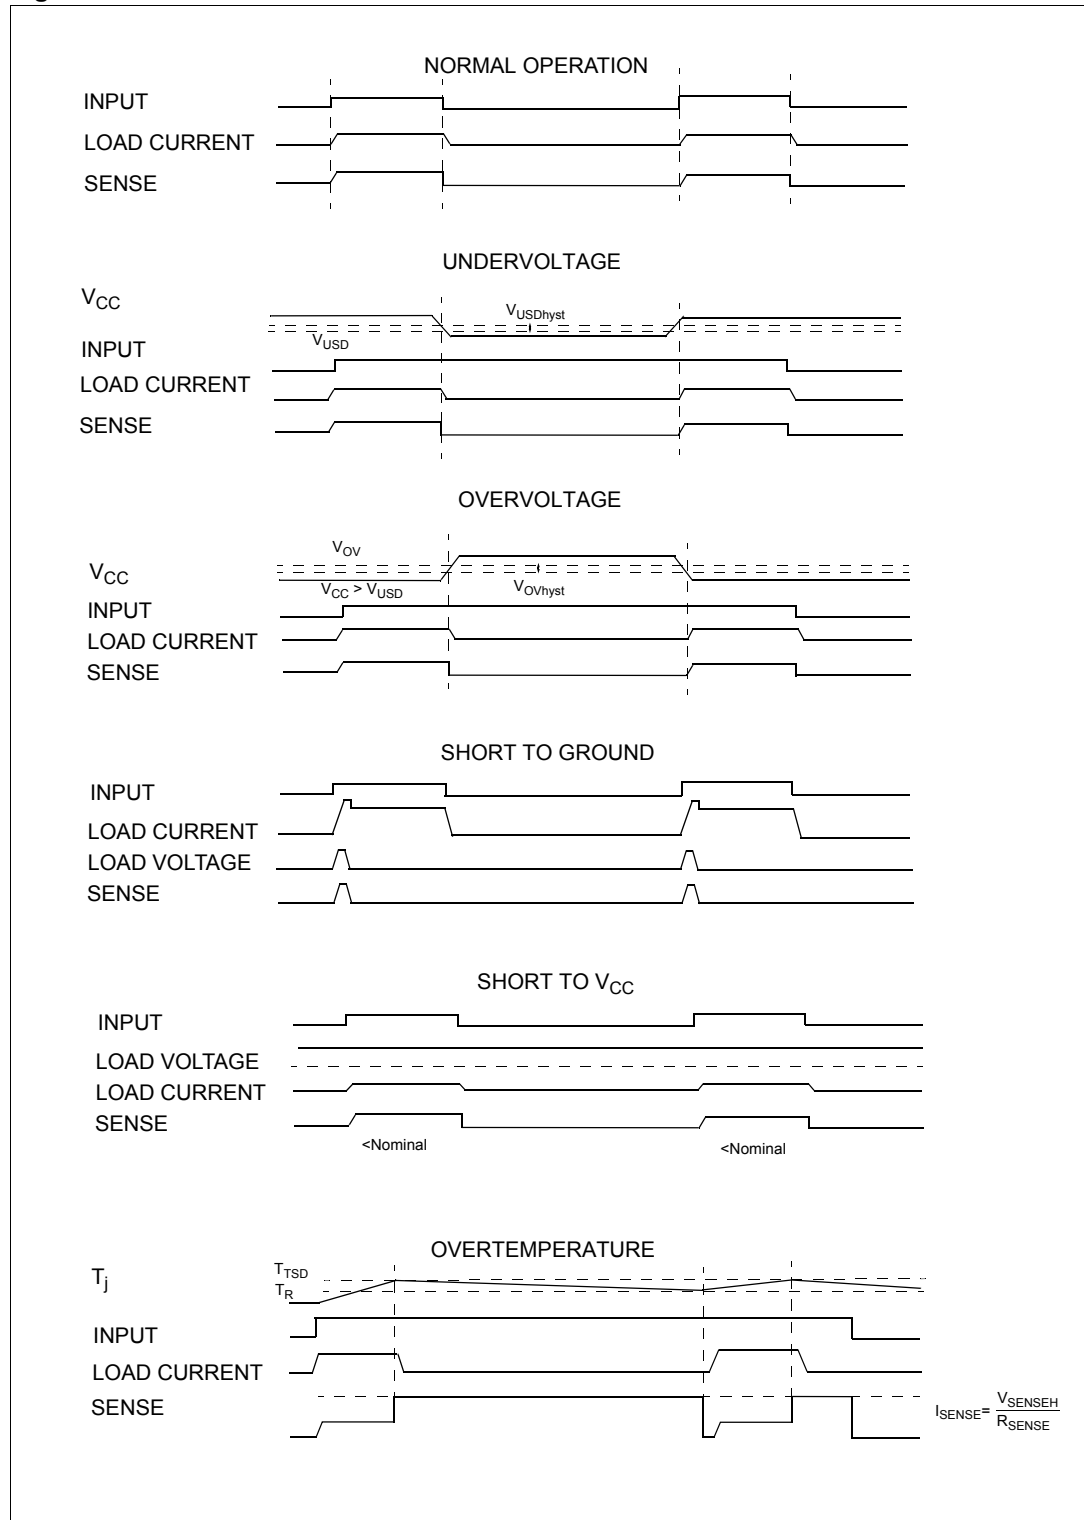 NORMAL OPERATION
INPUT
LOAD CURRENT
SENSE
UNDERVOLTAGE
VCC
VUSDhyst
VUSD
INPUT
LOAD CURRENT
SENSE
OVERVOLTAGE
VOV
VCC
VCC > VUSD
VOVhyst
INPUT
LOAD CURRENT
SENSE
SHORT TO GROUND
INPUT
LOAD CURRENT
LOAD VOLTAGE
SENSE
SHORT TO VCC
INPUT
LOAD VOLTAGE
LOAD CURRENT
SENSE
<Nominal
<Nominal
OVERTEMPERATURE
Tj
TTSD
TR
INPUT
LOAD CURRENT
SENSE
ISENSE= VSENSEH
RSENSE